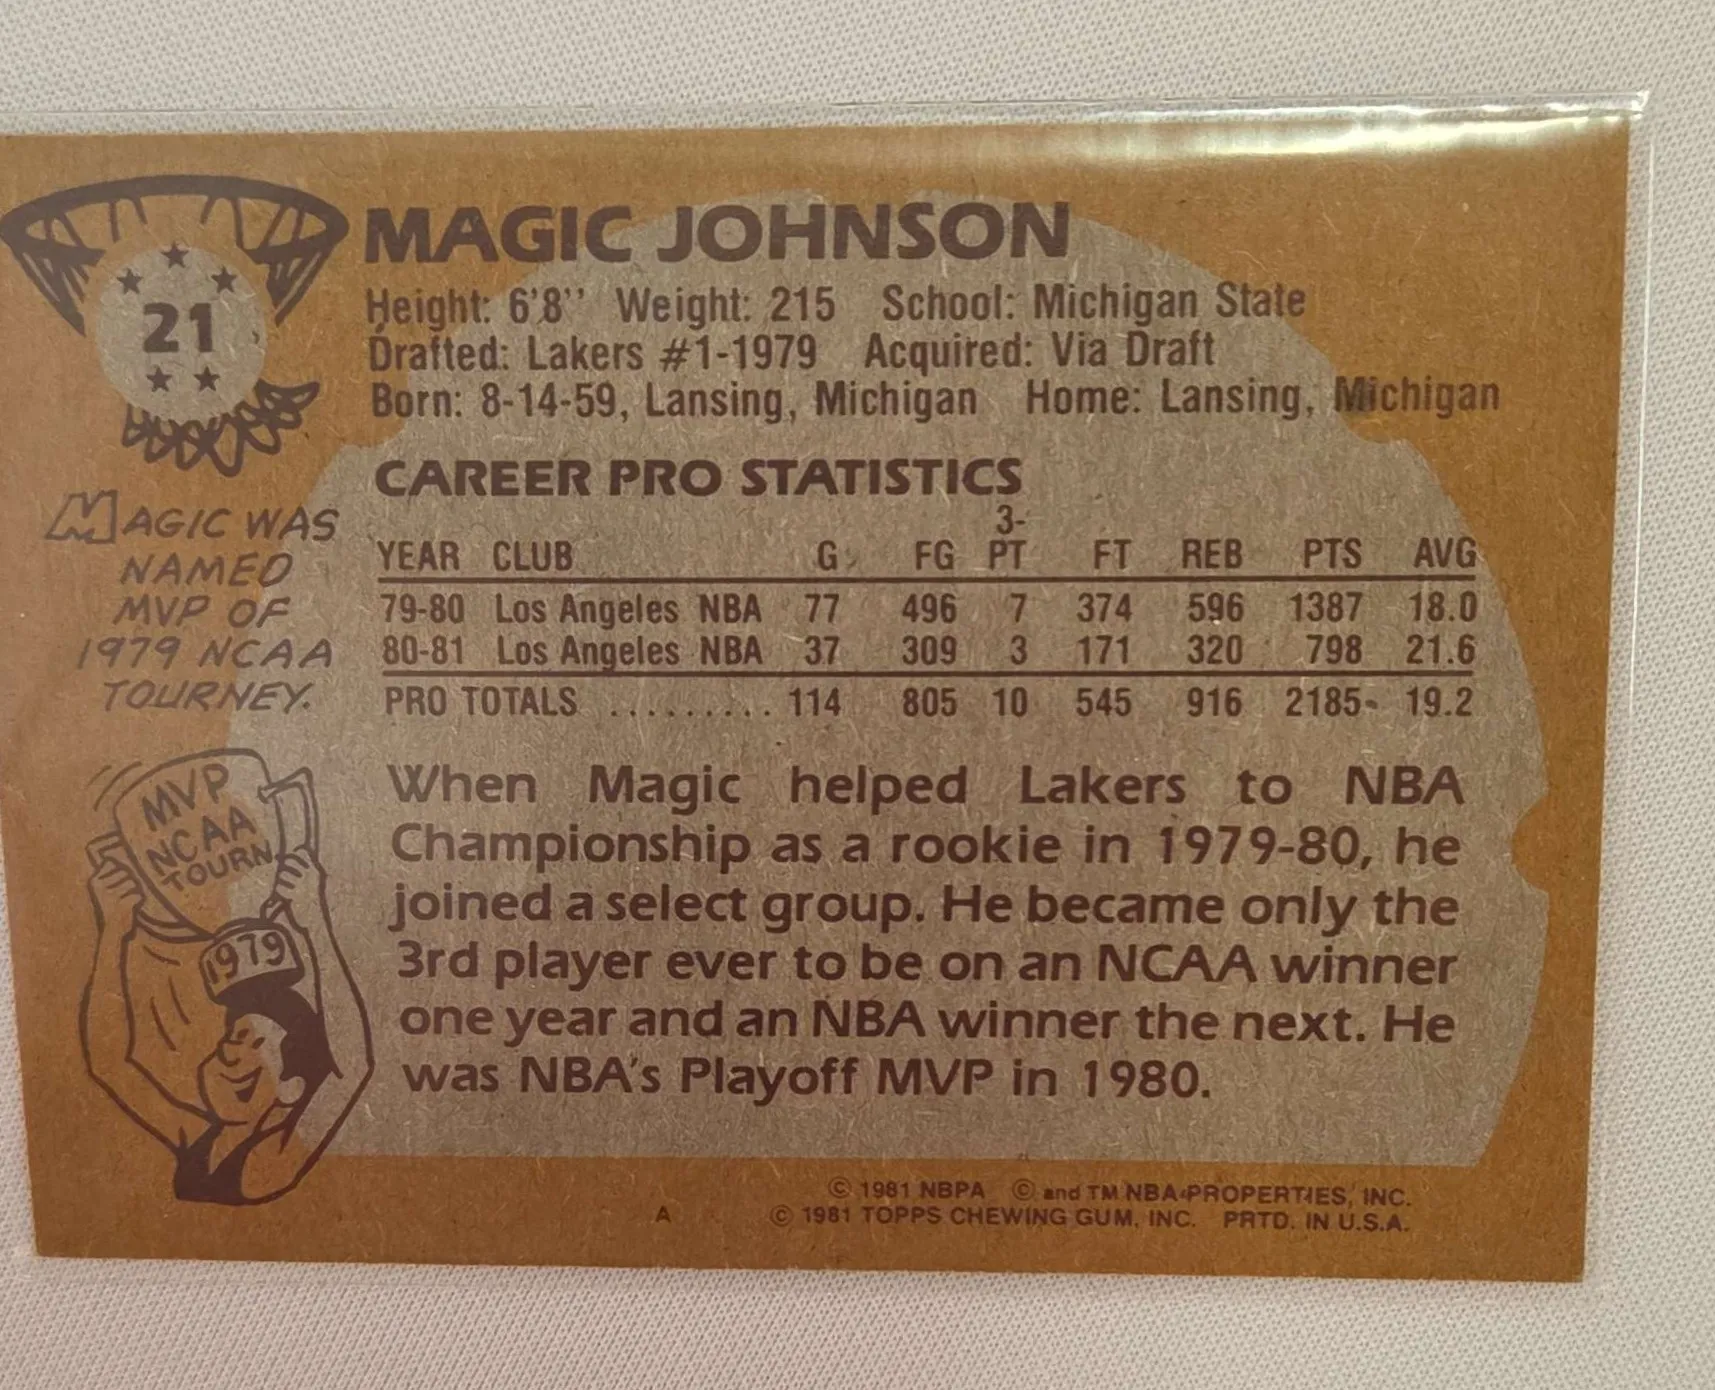 21
MAGIC JOHNSON
Height: 6'8'' Weight: 215 School: Michigan State
Drafted: Lakers #1-1979 Acquired: Via Draft
Born: 8-14-59, Lansing, Michigan Home: Lansing, Michigan
MAGIC WAS
NAMED
MVP OF
1979 NCAA
TOURNEY.
MVP
NCAA
TOURN
1979
CAREER PRO STATISTICS
3-
YEAR CLUB G FG PT FT REB PTS AVG
79-80 Los Angeles NBA 77 496 7 374 596 1387 18.0
80-81 Los Angeles NBA 37 309 3 171 320 798 21.6
PRO TOTALS ......... 114 805 10 545 916 2185 19.2
When Magic helped Lakers to NBA
Championship as a rookie in 1979-80, he
joined a select group. He became only the
3rd player ever to be on an NCAA winner
one year and an NBA winner the next. He
was NBA's Playoff MVP in 1980.
© 1981 NBPA © and TM NBA PROPERTIES, INC.
A © 1981 TOPPS CHEWING GUM, INC. PRTD. IN U.S.A.